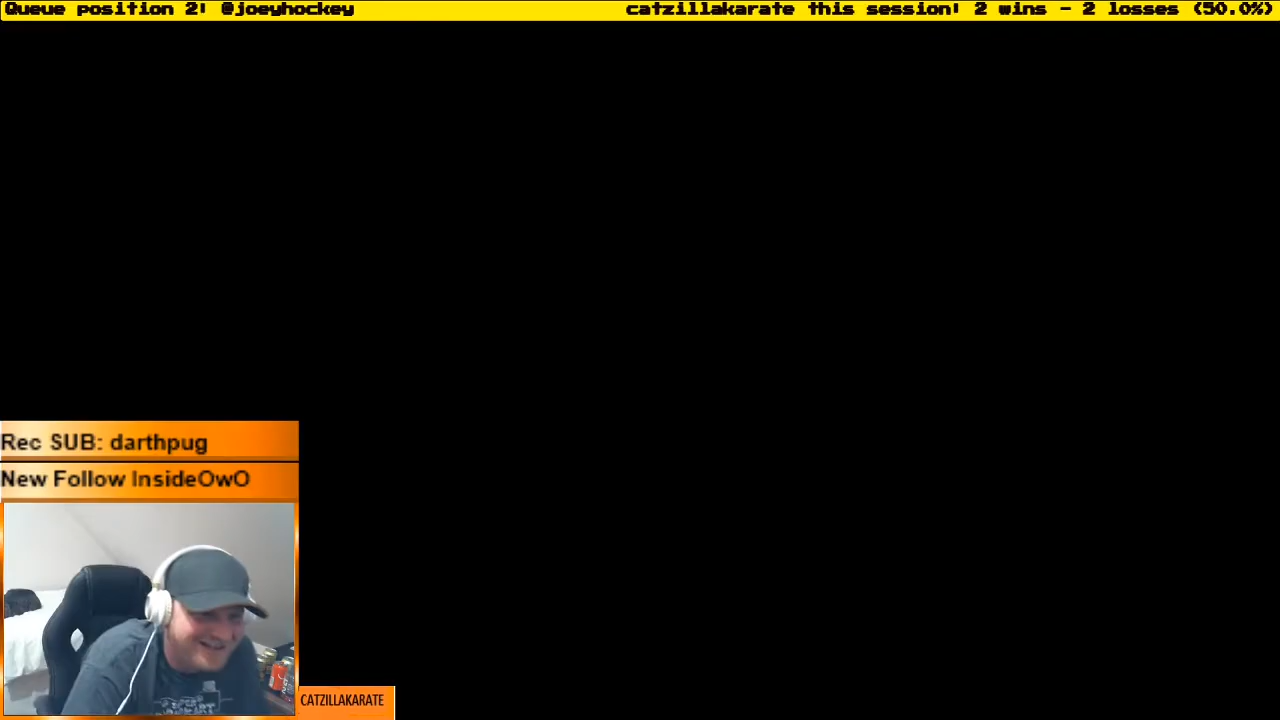 Queue position 2: @joeyhockey
catzillakarate this session: 2 wins - 2 losses (50.0%)
Rec SUB: darthpug
New Follow InsideOwO
CATZILLAKARATE